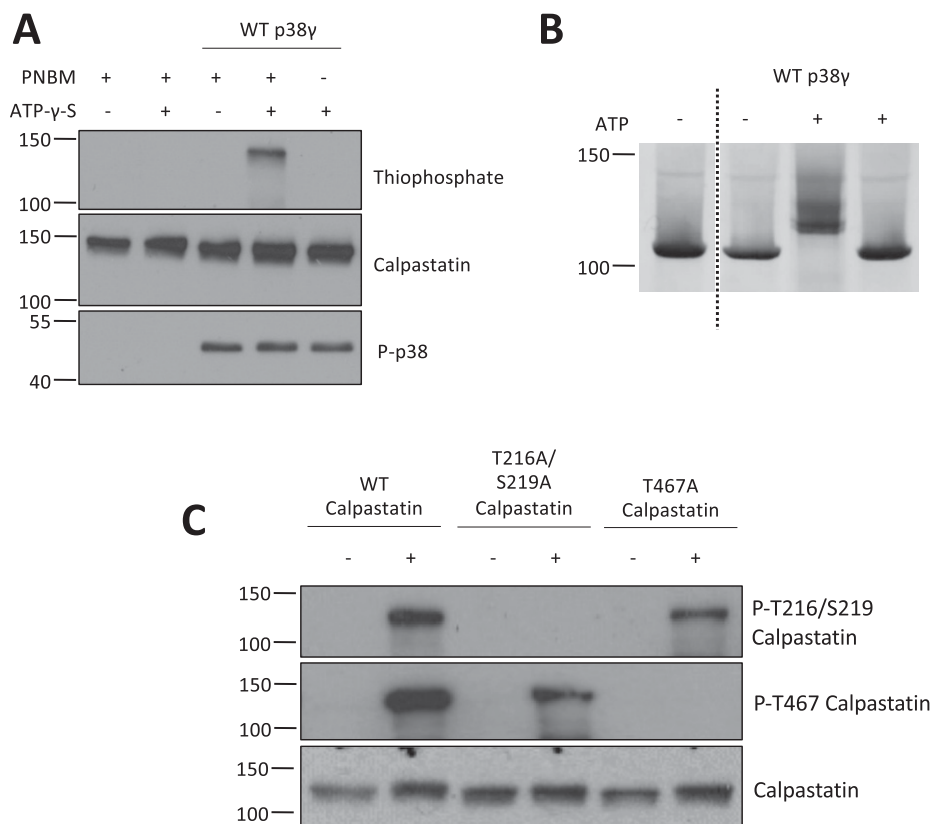 A
WT p38γ
PNBM + + + + -
ATP-γ-S - + - + +
150
100
Thiophosphate
150
100
Calpastatin
55
40
P-p38
B
WT p38γ
ATP - - + +
150
100
C
WT
Calpastatin
T216A/
S219A
Calpastatin
T467A
Calpastatin
- + - + - +
150
100
P-T216/S219
Calpastatin
150
100
P-T467 Calpastatin
150
100
Calpastatin